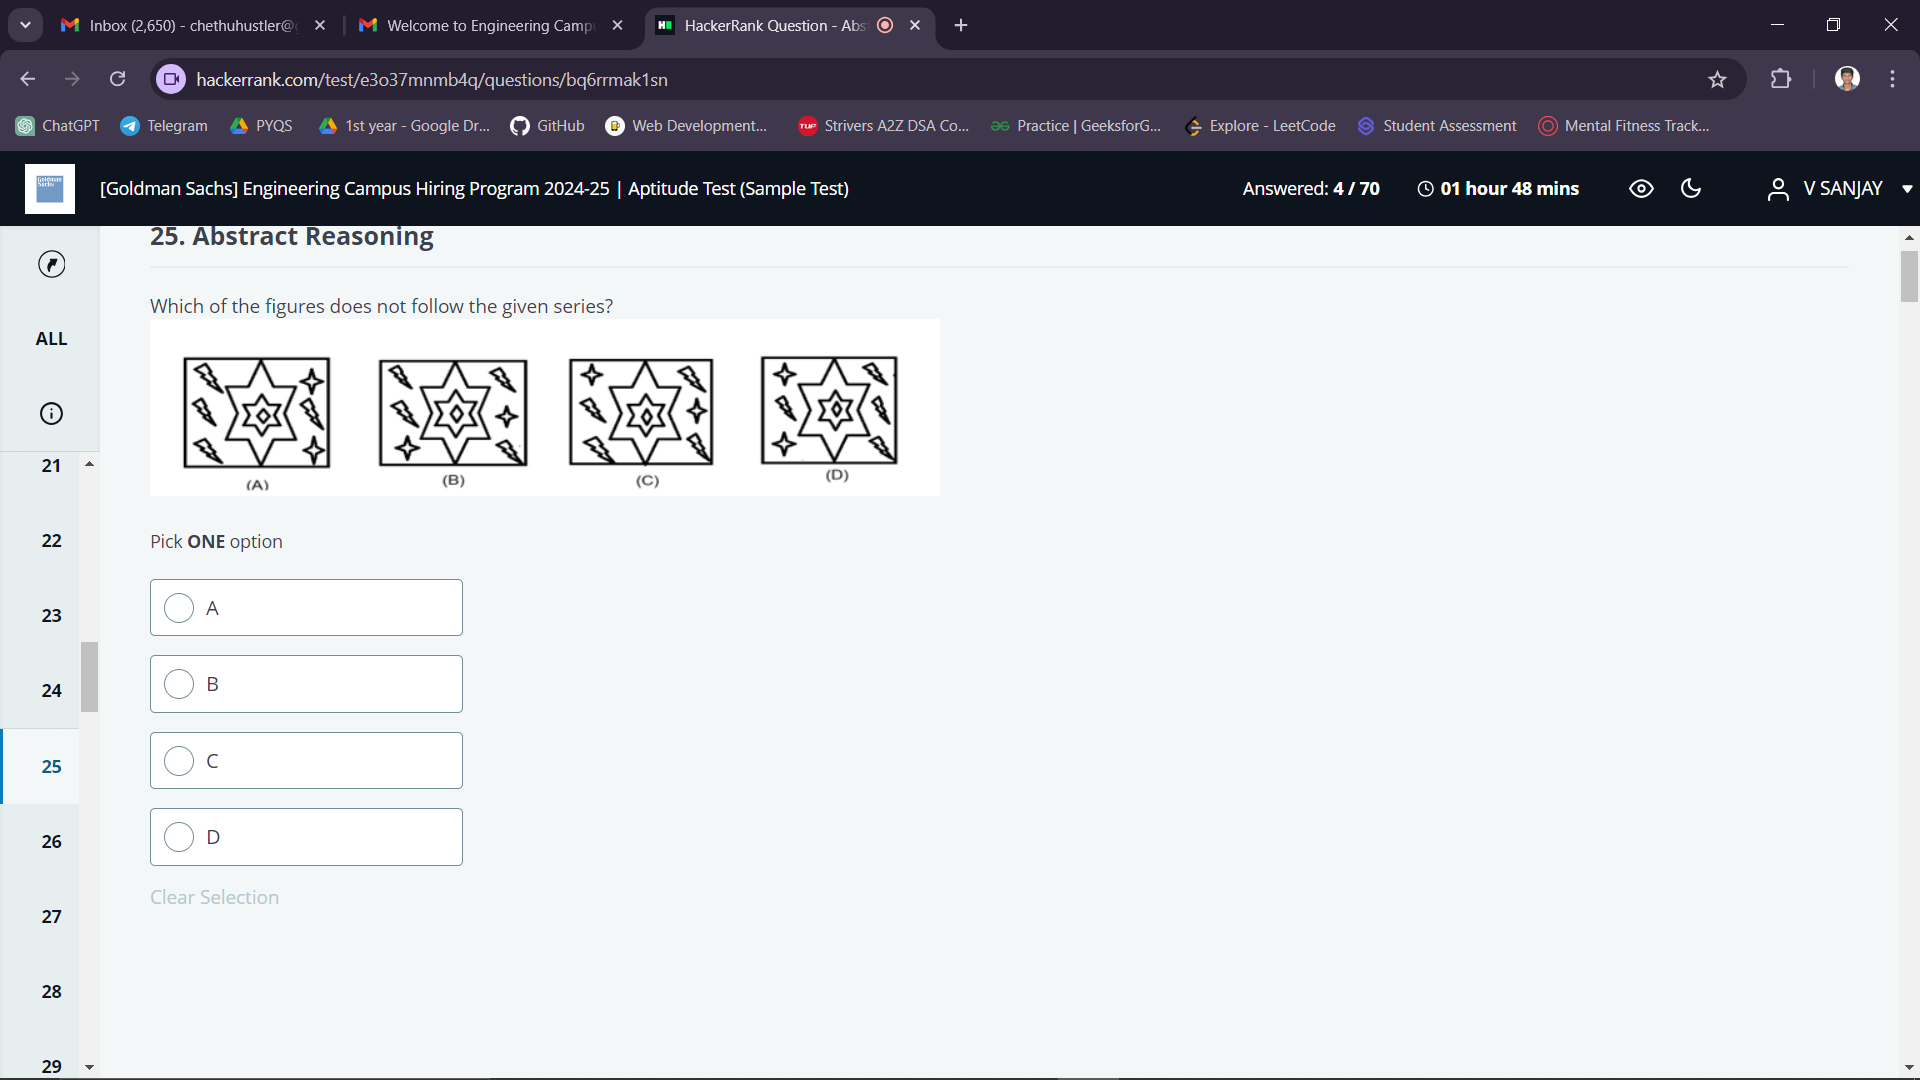 Inbox (2,650) - chethuhustler@g
Welcome to Engineering Camp
HackerRank Question - Abs
hackerrank.com/test/e3o37mnmb4q/questions/bq6rrmak1sn
ChatGPT
Telegram
PYQS
1st year - Google Dr...
GitHub
Web Development...
TUF
Strivers A2Z DSA Co...
Practice | GeeksforG...
Explore - LeetCode
Student Assessment
Mental Fitness Track...
Goldman
Sachs
[Goldman Sachs] Engineering Campus Hiring Program 2024-25 | Aptitude Test (Sample Test)
Answered: 4 / 70
01 hour 48 mins
V SANJAY
ALL
21
22
23
24
25
26
27
28
29
25. Abstract Reasoning
Which of the figures does not follow the given series?
(A)
(B)
(C)
(D)
Pick ONE option
A
B
C
D
Clear Selection